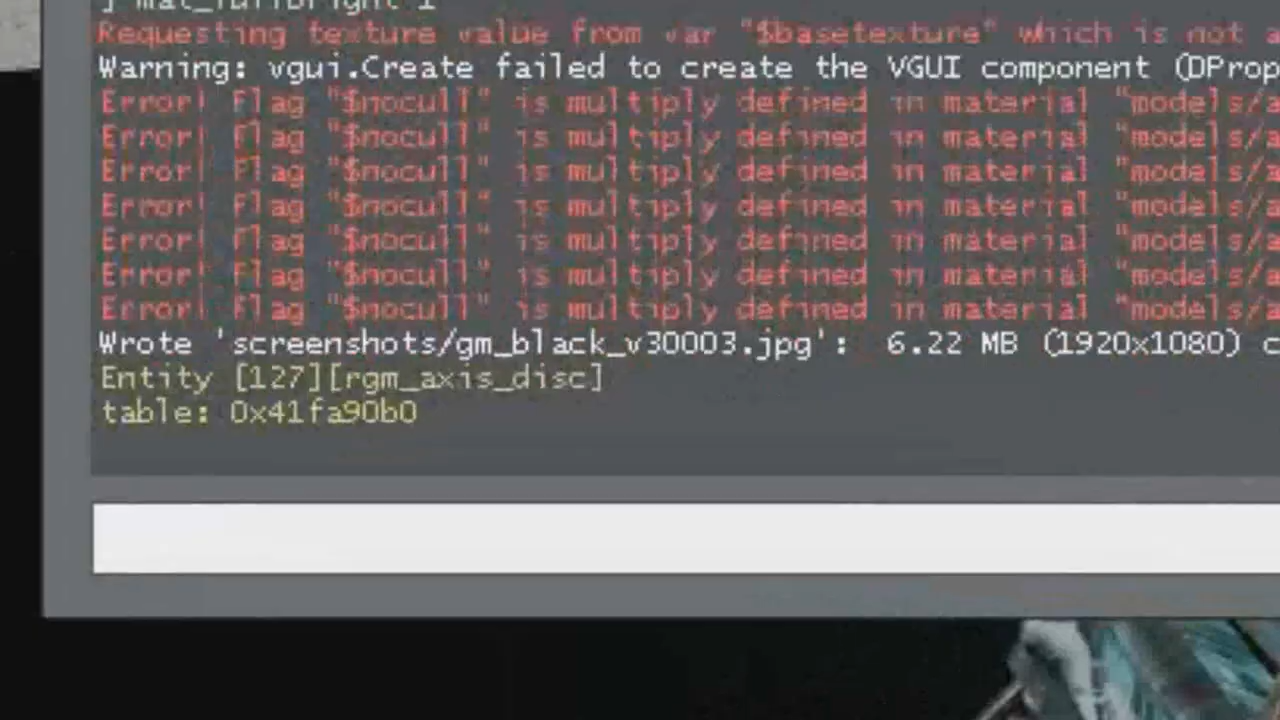 ] mat_fullbright 1
Requesting texture value from var "$basetexture" which is not a
Warning: vgui.Create failed to create the VGUI component (DProp
Error! Flag "$nocull" is multiply defined in material "models/a
Error! Flag "$nocull" is multiply defined in material "models/a
Error! Flag "$nocull" is multiply defined in material "models/a
Error! Flag "$nocull" is multiply defined in material "models/a
Error! Flag "$nocull" is multiply defined in material "models/a
Error! Flag "$nocull" is multiply defined in material "models/a
Error! Flag "$nocull" is multiply defined in material "models/a
Wrote 'screenshots/gm_black_v30003.jpg':  6.22 MB (1920x1080) c
Entity [127][rgm_axis_disc]
table: 0x41fa90b0